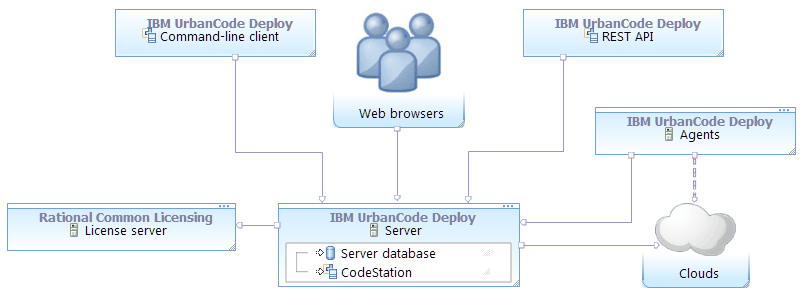 IBM UrbanCode Deploy
Command-line client
Web browsers
IBM UrbanCode Deploy
REST API
IBM UrbanCode Deploy
Agents
Rational Common Licensing
License server
IBM UrbanCode Deploy
Server
Server database
CodeStation
Clouds